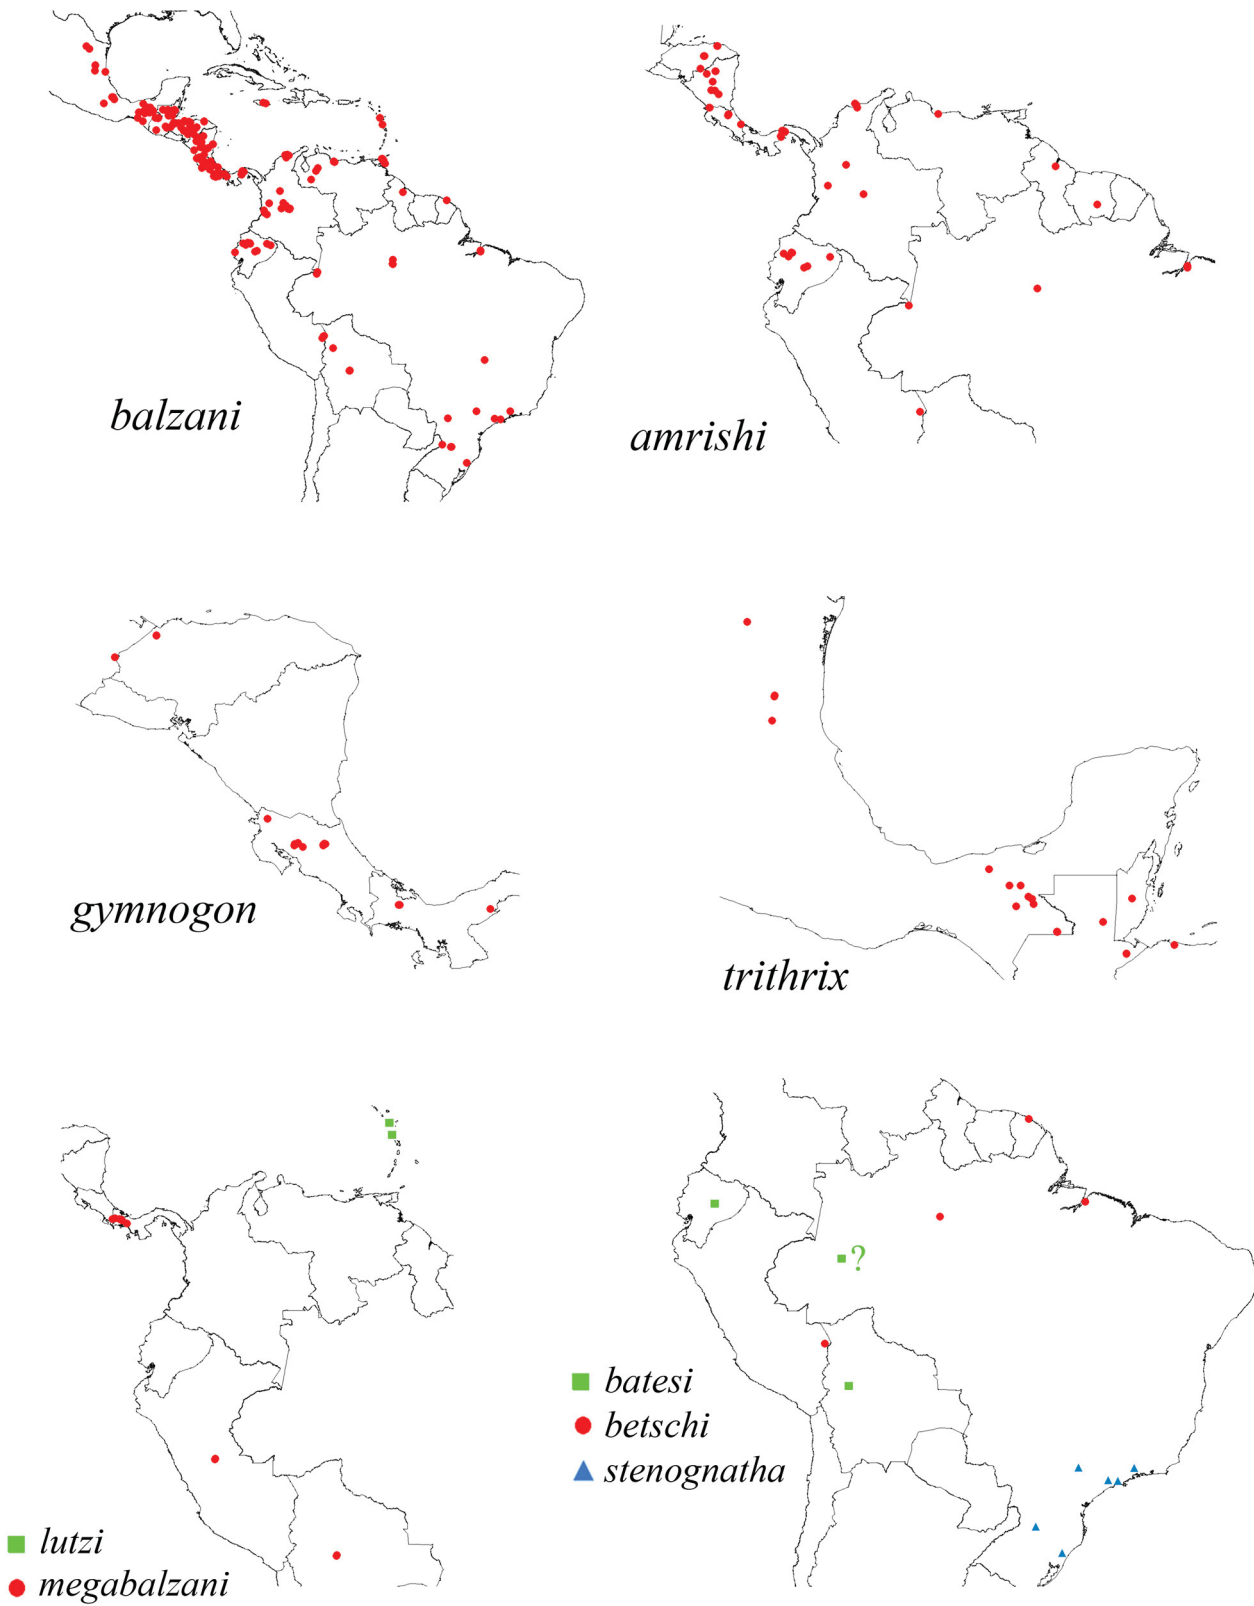 balzani
amrishi
gymnogon
trithrix
lutzi
megabalzani
?
batesi
betschi
stenognatha